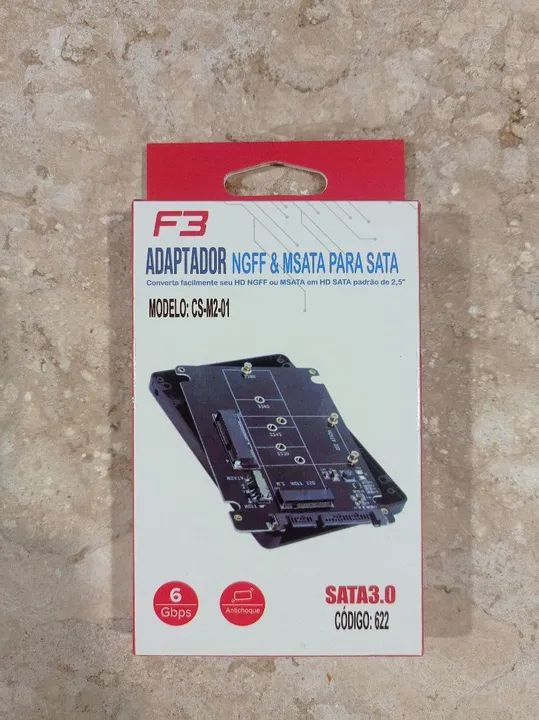 F3
ADAPTADOR NGFF & MSATA PARA SATA
Converta facilmente seu HD NGFF ou MSATA em HD SATA padrão de 2,5"
MODELO: CS-M2-01
6
Gbps
Antichoque
SATA3.0
CÓDIGO: 622